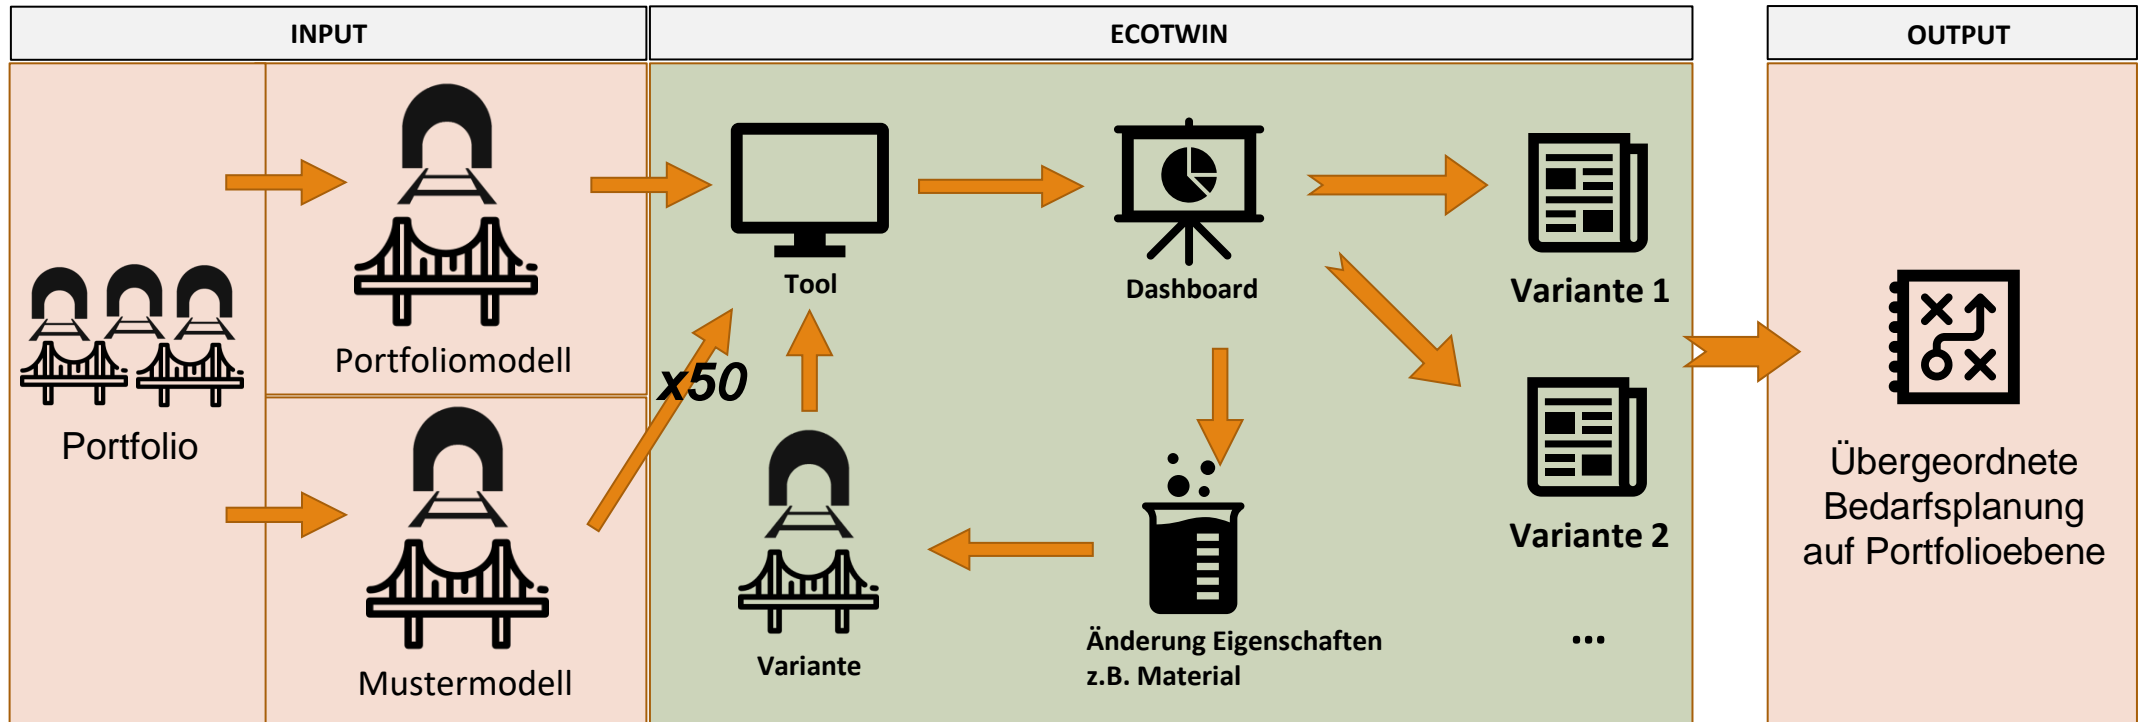 INPUT
ECOTWIN
OUTPUT
Portfolio
Portfoliomodell
Mustermodell
x50
Tool
Dashboard
Variante 1
Variante 2
...
Variante
Änderung Eigenschaften
z.B. Material
Übergeordnete
Bedarfsplanung
auf Portfolioebene